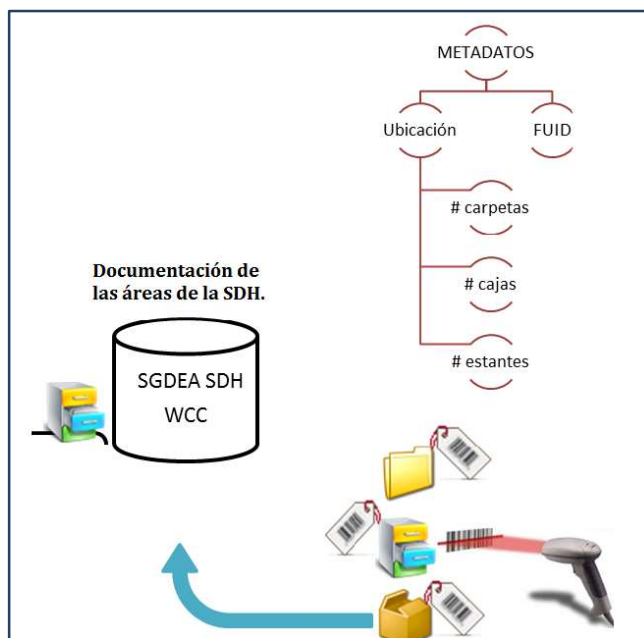 METADATOS
Ubicación
FUID
# carpetas
# cajas
# estantes
Documentación de
las áreas de la SDH.
SGDEA SDH
WCC